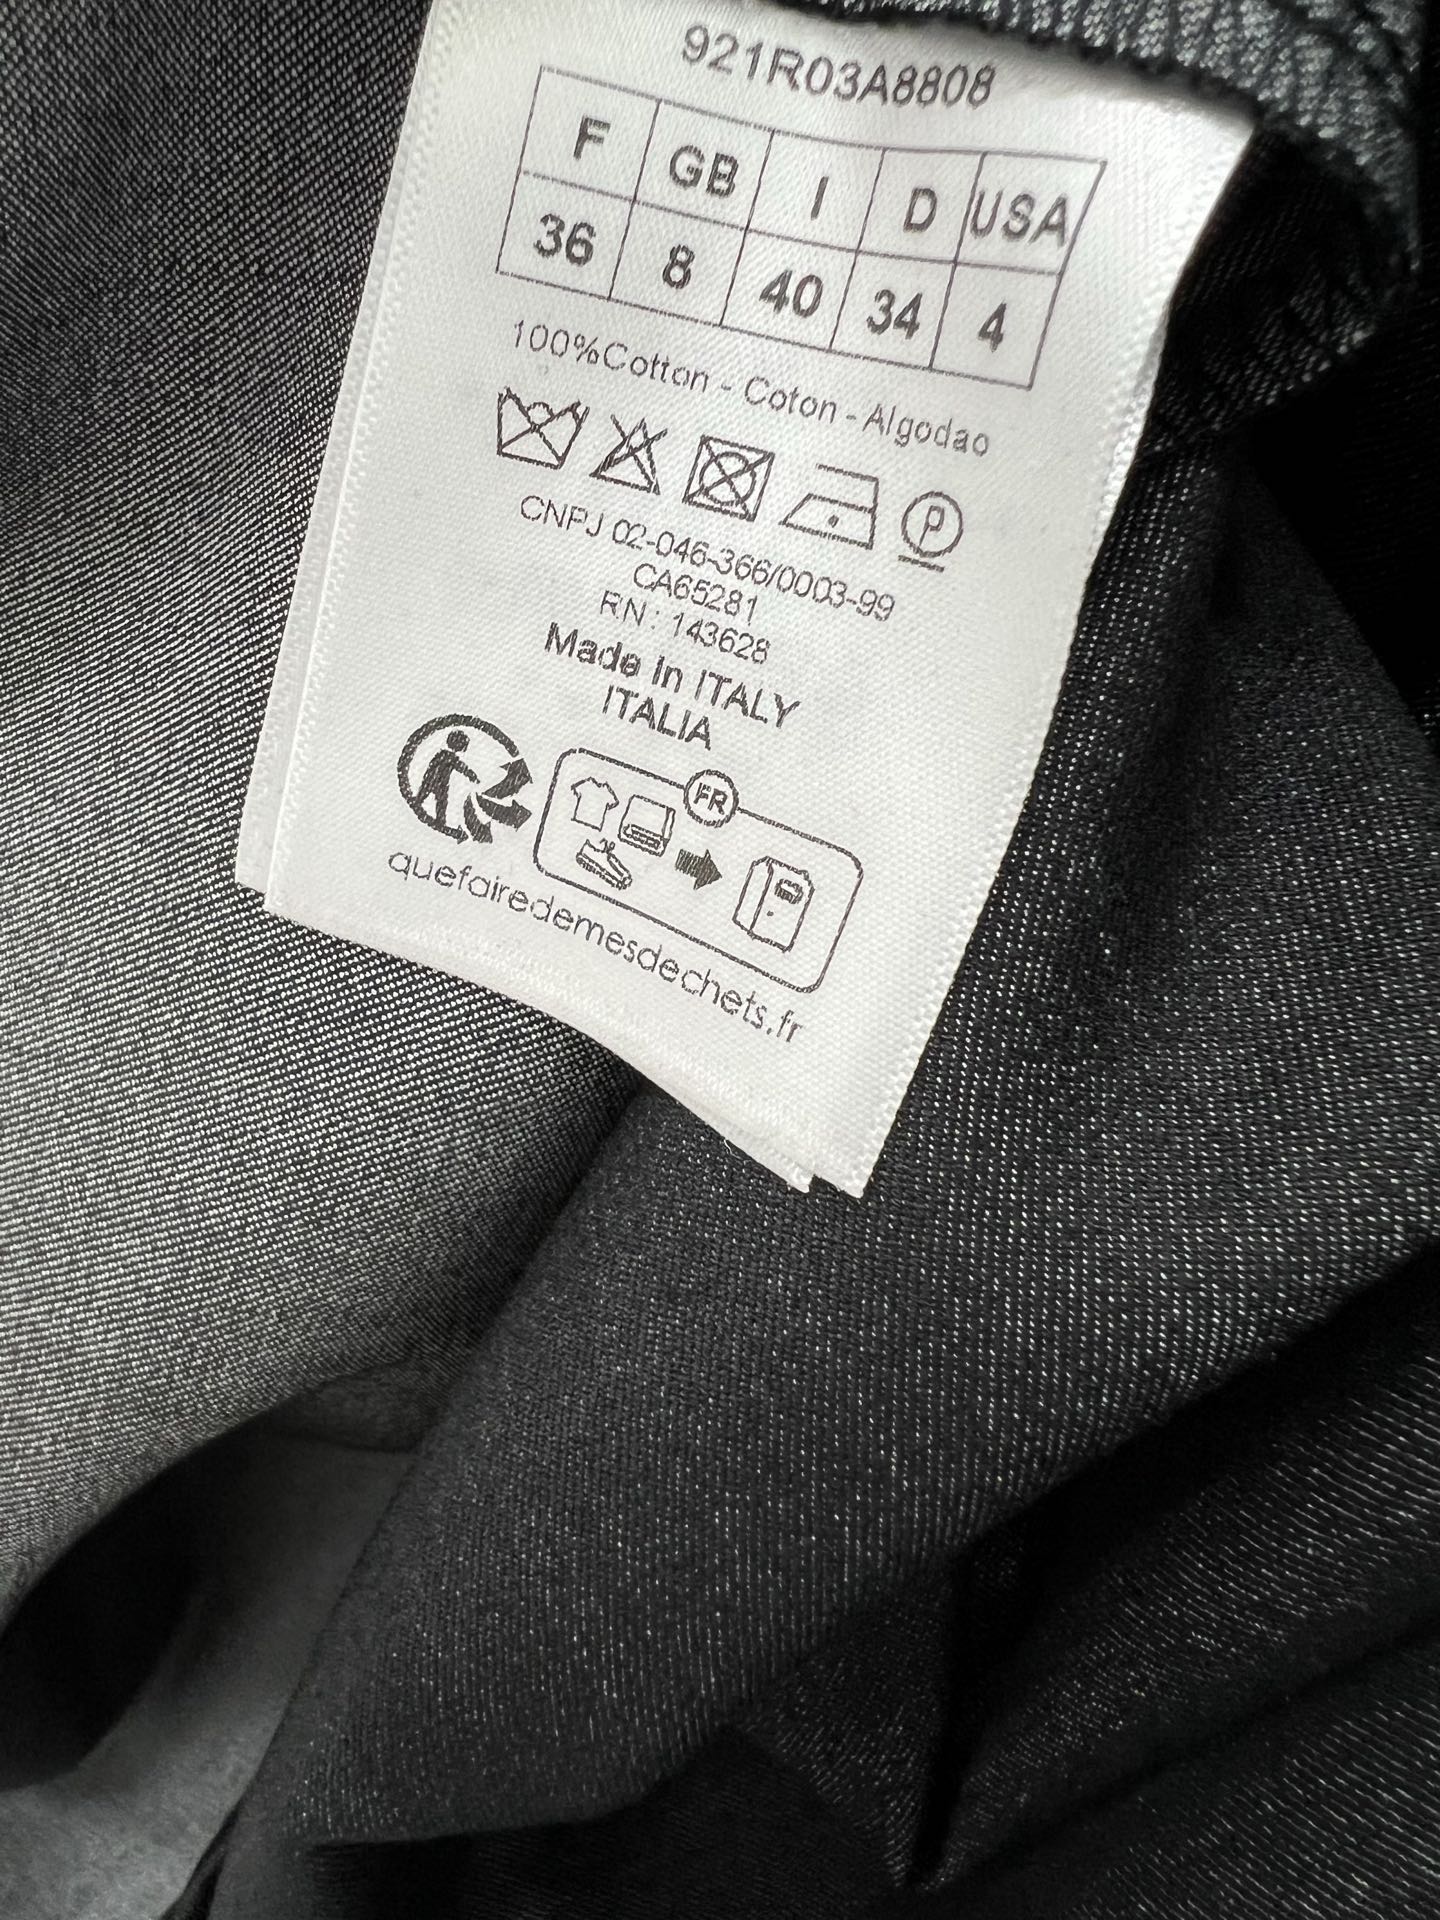 921R03A8808
F GB I D USA
36 8 40 34 4
100%Cotton - Coton - Algodao
P
CNPJ 02-046-366/0003-99
CA65281
RN : 143628
Made In ITALY
ITALIA
FR
quefairedemesdechets.fr